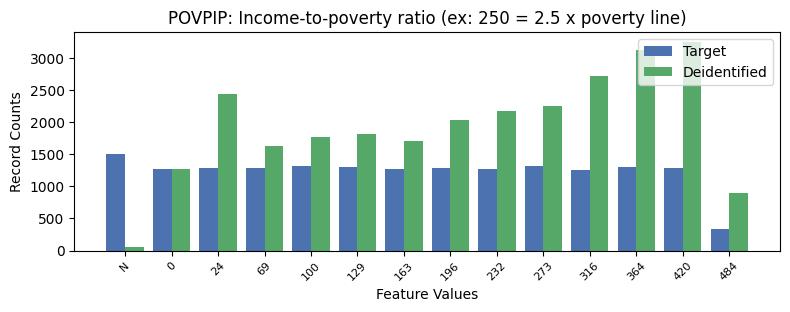 POVPIP: Income-to-poverty ratio (ex: 250 = 2.5 x poverty line)
Target
Deidentified
Record Counts
3000
2500
2000
1500
1000
500
0
N 0 24 69 100 129 163 196 232 273 316 364 420 484
Feature Values